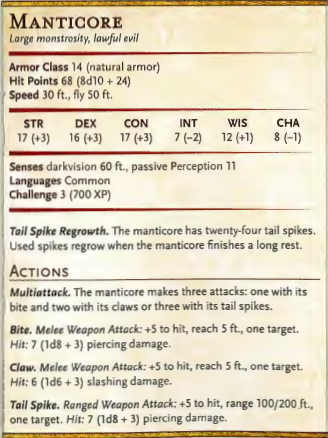 MANTICORE
Large monstrosity, lawful evil
Armor Class 14 (natural armor)
Hit Points 68 (8d10 + 24)
Speed 30 ft., fly 50 ft.
STR DEX CON INT WIS CHA
17 (+3) 16 (+3) 17 (+3) 7 (−2) 12 (+1) 8 (−1)
Senses darkvision 60 ft., passive Perception 11
Languages Common
Challenge 3 (700 XP)
Tail Spike Regrowth. The manticore has twenty-four tail spikes.
Used spikes regrow when the manticore finishes a long rest.
ACTIONS
Multiattack. The manticore makes three attacks: one with its
bite and two with its claws or three with its tail spikes.
Bite. Melee Weapon Attack: +5 to hit, reach 5 ft., one target.
Hit: 7 (1d8 + 3) piercing damage.
Claw. Melee Weapon Attack: +5 to hit, reach 5 ft., one target.
Hit: 6 (1d6 + 3) slashing damage.
Tail Spike. Ranged Weapon Attack: +5 to hit, range 100/200 ft.,
one target. Hit: 7 (1d8 + 3) piercing damage.